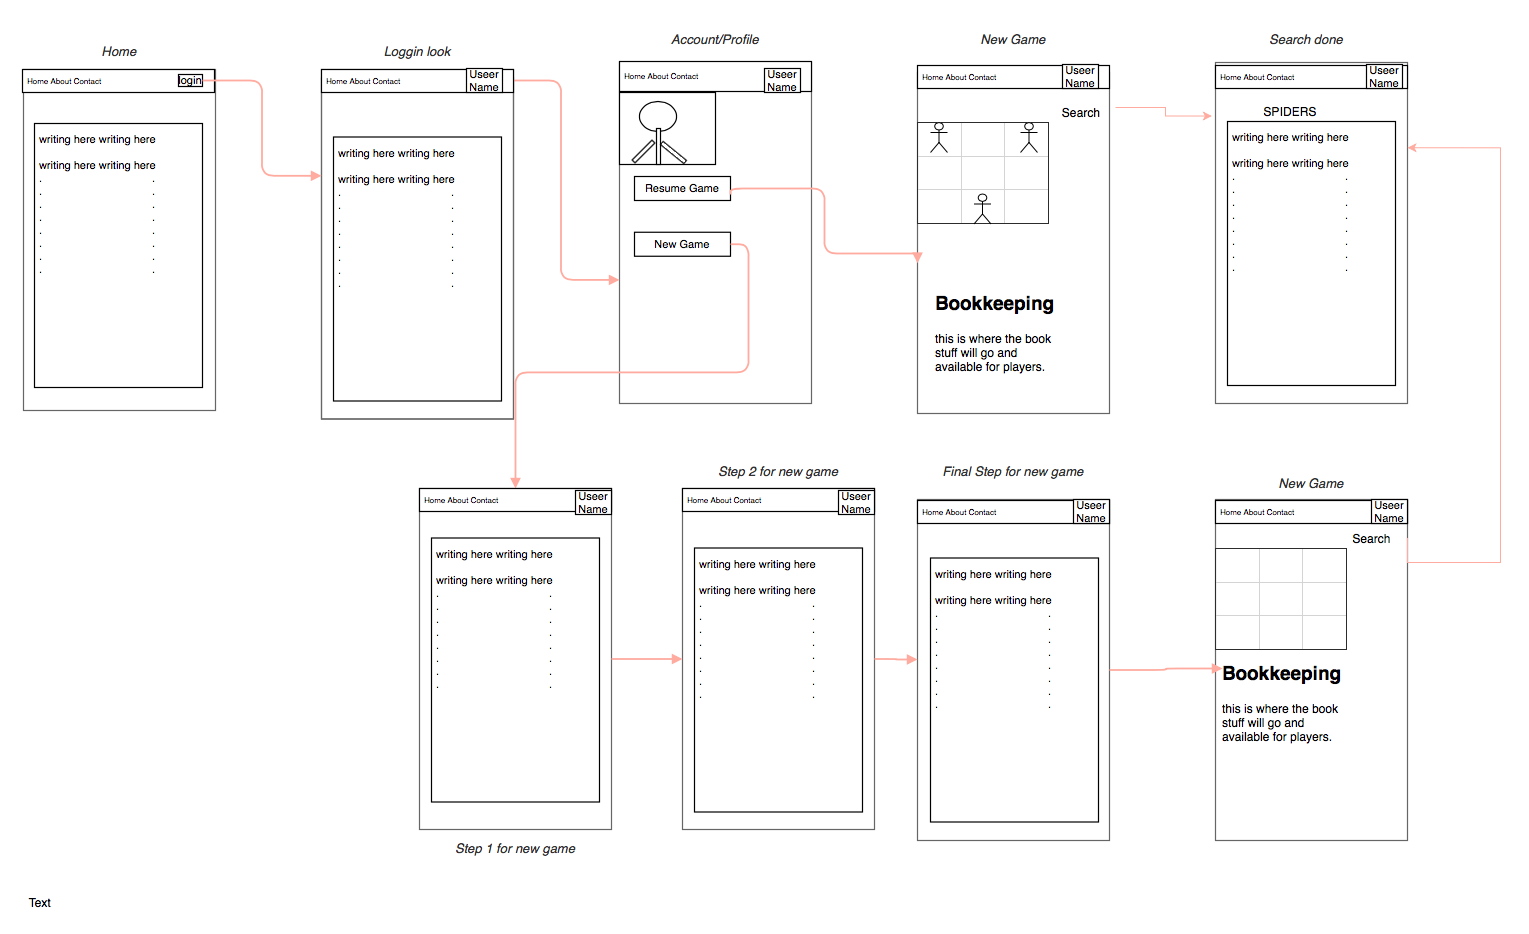 Home
Loggin look
Account/Profile
New Game
Search done
Home About Contact
login
writing here writing here
writing here writing here
Home About Contact
Useer
Name
writing here writing here
writing here writing here
Home About Contact
Useer
Name
Resume Game
New Game
Home About Contact
Useer
Name
Search
Bookkeeping
this is where the book
stuff will go and
available for players.
Home About Contact
Useer
Name
SPIDERS
writing here writing here
writing here writing here
Home About Contact
Useer
Name
writing here writing here
writing here writing here
Step 1 for new game
Step 2 for new game
Home About Contact
Useer
Name
writing here writing here
writing here writing here
Final Step for new game
Home About Contact
Useer
Name
writing here writing here
writing here writing here
New Game
Home About Contact
Useer
Name
Search
Bookkeeping
this is where the book
stuff will go and
available for players.
Text